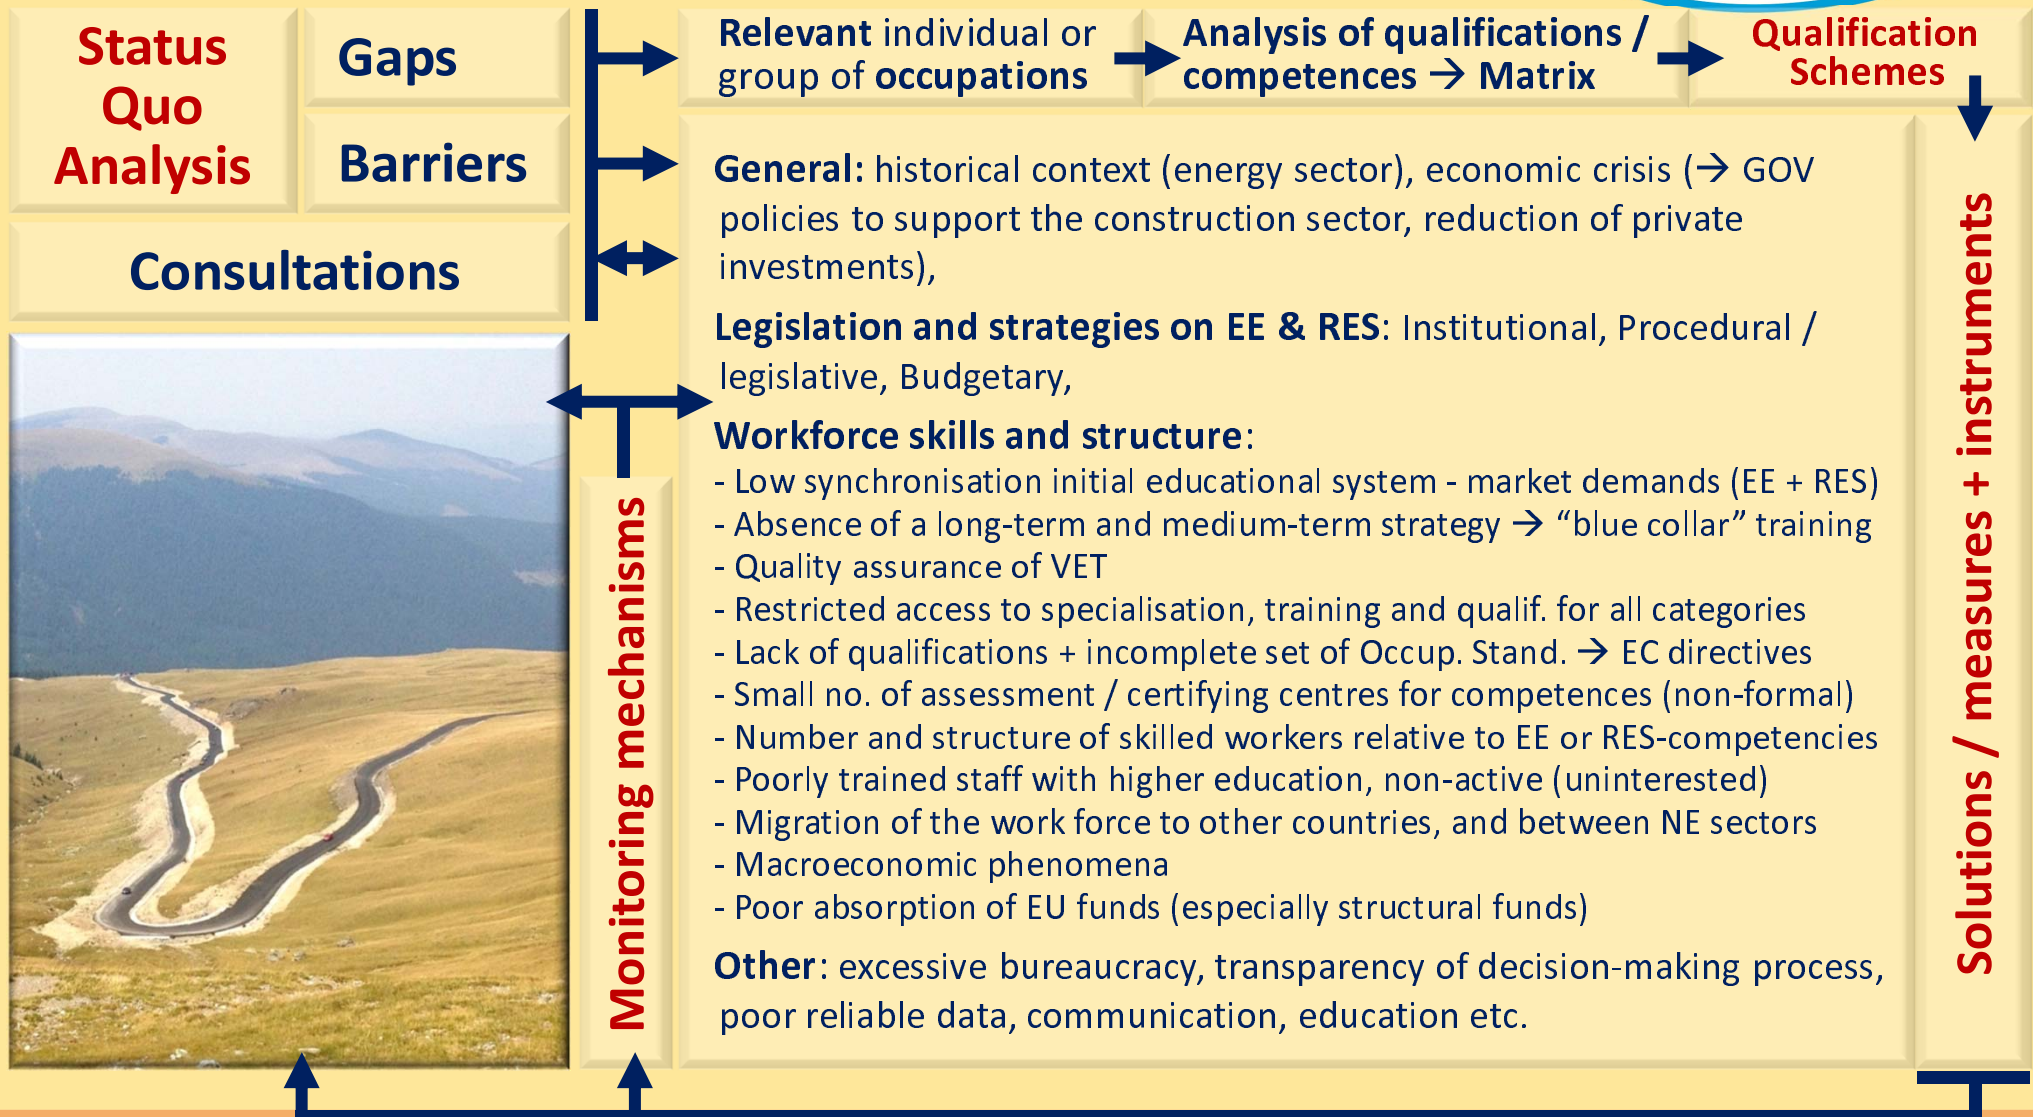 Status
Quo
Analysis
Gaps
Barriers
Consultations
Relevant individual or
group of occupations
Analysis of qualifications /
competences → Matrix
Qualification
Schemes
General: historical context (energy sector), economic crisis (→ GOV
policies to support the construction sector, reduction of private
investments),
Legislation and strategies on EE & RES: Institutional, Procedural /
legislative, Budgetary,
Workforce skills and structure:
- Low synchronisation initial educational system - market demands (EE + RES)
- Absence of a long-term and medium-term strategy → “blue collar” training
- Quality assurance of VET
- Restricted access to specialisation, training and qualif. for all categories
- Lack of qualifications + incomplete set of Occup. Stand. → EC directives
- Small no. of assessment / certifying centres for competences (non-formal)
- Number and structure of skilled workers relative to EE or RES-competencies
- Poorly trained staff with higher education, non-active (uninterested)
- Migration of the work force to other countries, and between NE sectors
- Macroeconomic phenomena
- Poor absorption of EU funds (especially structural funds)
Other: excessive bureaucracy, transparency of decision-making process,
poor reliable data, communication, education etc.
Monitoring mechanisms
Solutions / measures + instruments